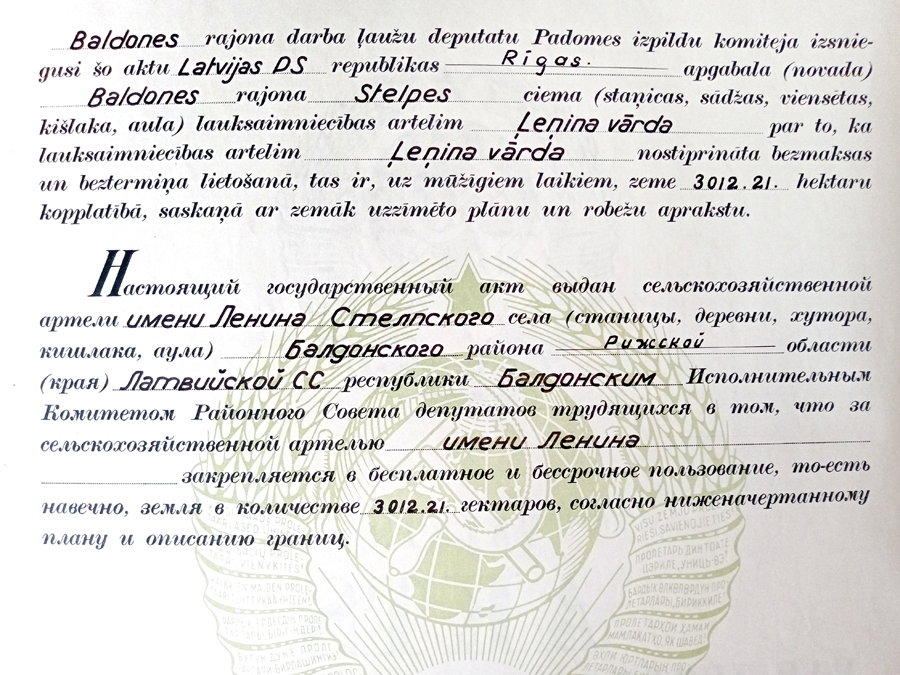 Baldones rajona darba ļaužu deputatu Padomes izpildu komiteja izsnie-
gusi šo aktu Latvijas PS republikas Rīgas. apgabala (novada)
Baldones rajona Stelpes ciema (staņicas, sādžas, viensētas,
kišlaka, aula) lauksaimniecības artelim Ļeņina vārda par to, ka
lauksaimniecības artelim Ļeņina vārda nostiprināta bezmaksas
un beztermiņa lietošanā, tas ir, uz mūžīgiem laikiem, zeme 3012.21. hektaru
kopplatībā, saskaņā ar zemāk uzzīmēto plānu un robežu aprakstu.
Настоящий государственный акт выдан сельскохозяйственной
артели имени Ленина Стелпского села (станицы, деревни, хутора,
кишлака, аула) Балдонского района Рижской области
(края) Латвийской СС республики Балдонским Исполнительным
Комитетом Районного Совета депутатов трудящихся в том, что за
сельскохозяйственной артелью имени Ленина
закрепляется в бесплатное и бессрочное пользование, то-есть
навечно, земля в количестве 3012.21. гектаров, согласно ниженачертанному
плану и описанию границ.